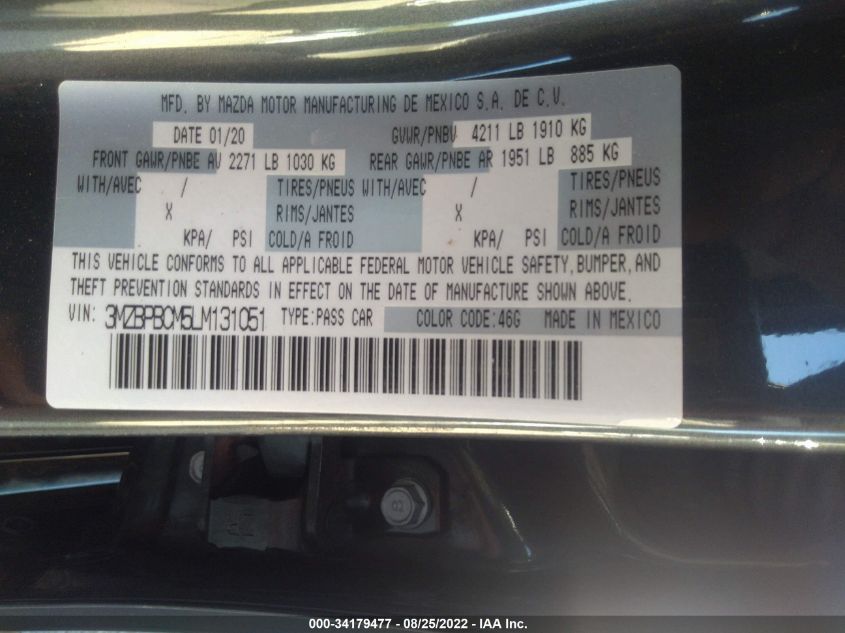 MFD. BY MAZDA MOTOR MANUFACTURING DE MEXICO S.A. DE C.V.
DATE 01/20 GVWR/PNBV 4211 LB 1910 KG
FRONT GAWR/PNBE AV 2271 LB 1030 KG REAR GAWR/PNBE AR 1951 LB 885 KG
WITH/AVEC / TIRES/PNEUS WITH/AVEC / TIRES/PNEUS
X RIMS/JANTES X RIMS/JANTES
KPA/ PSI COLD/A FROID KPA/ PSI COLD/A FROID
THIS VEHICLE CONFORMS TO ALL APPLICABLE FEDERAL MOTOR VEHICLE SAFETY, BUMPER, AND
THEFT PREVENTION STANDARDS IN EFFECT ON THE DATE OF MANUFACTURE SHOWN ABOVE.
VIN: 3MZBPBCM5LM131051 TYPE:PASS CAR COLOR CODE:46G MADE IN MEXICO
B
000-34179477 - 08/25/2022 - IAA Inc.